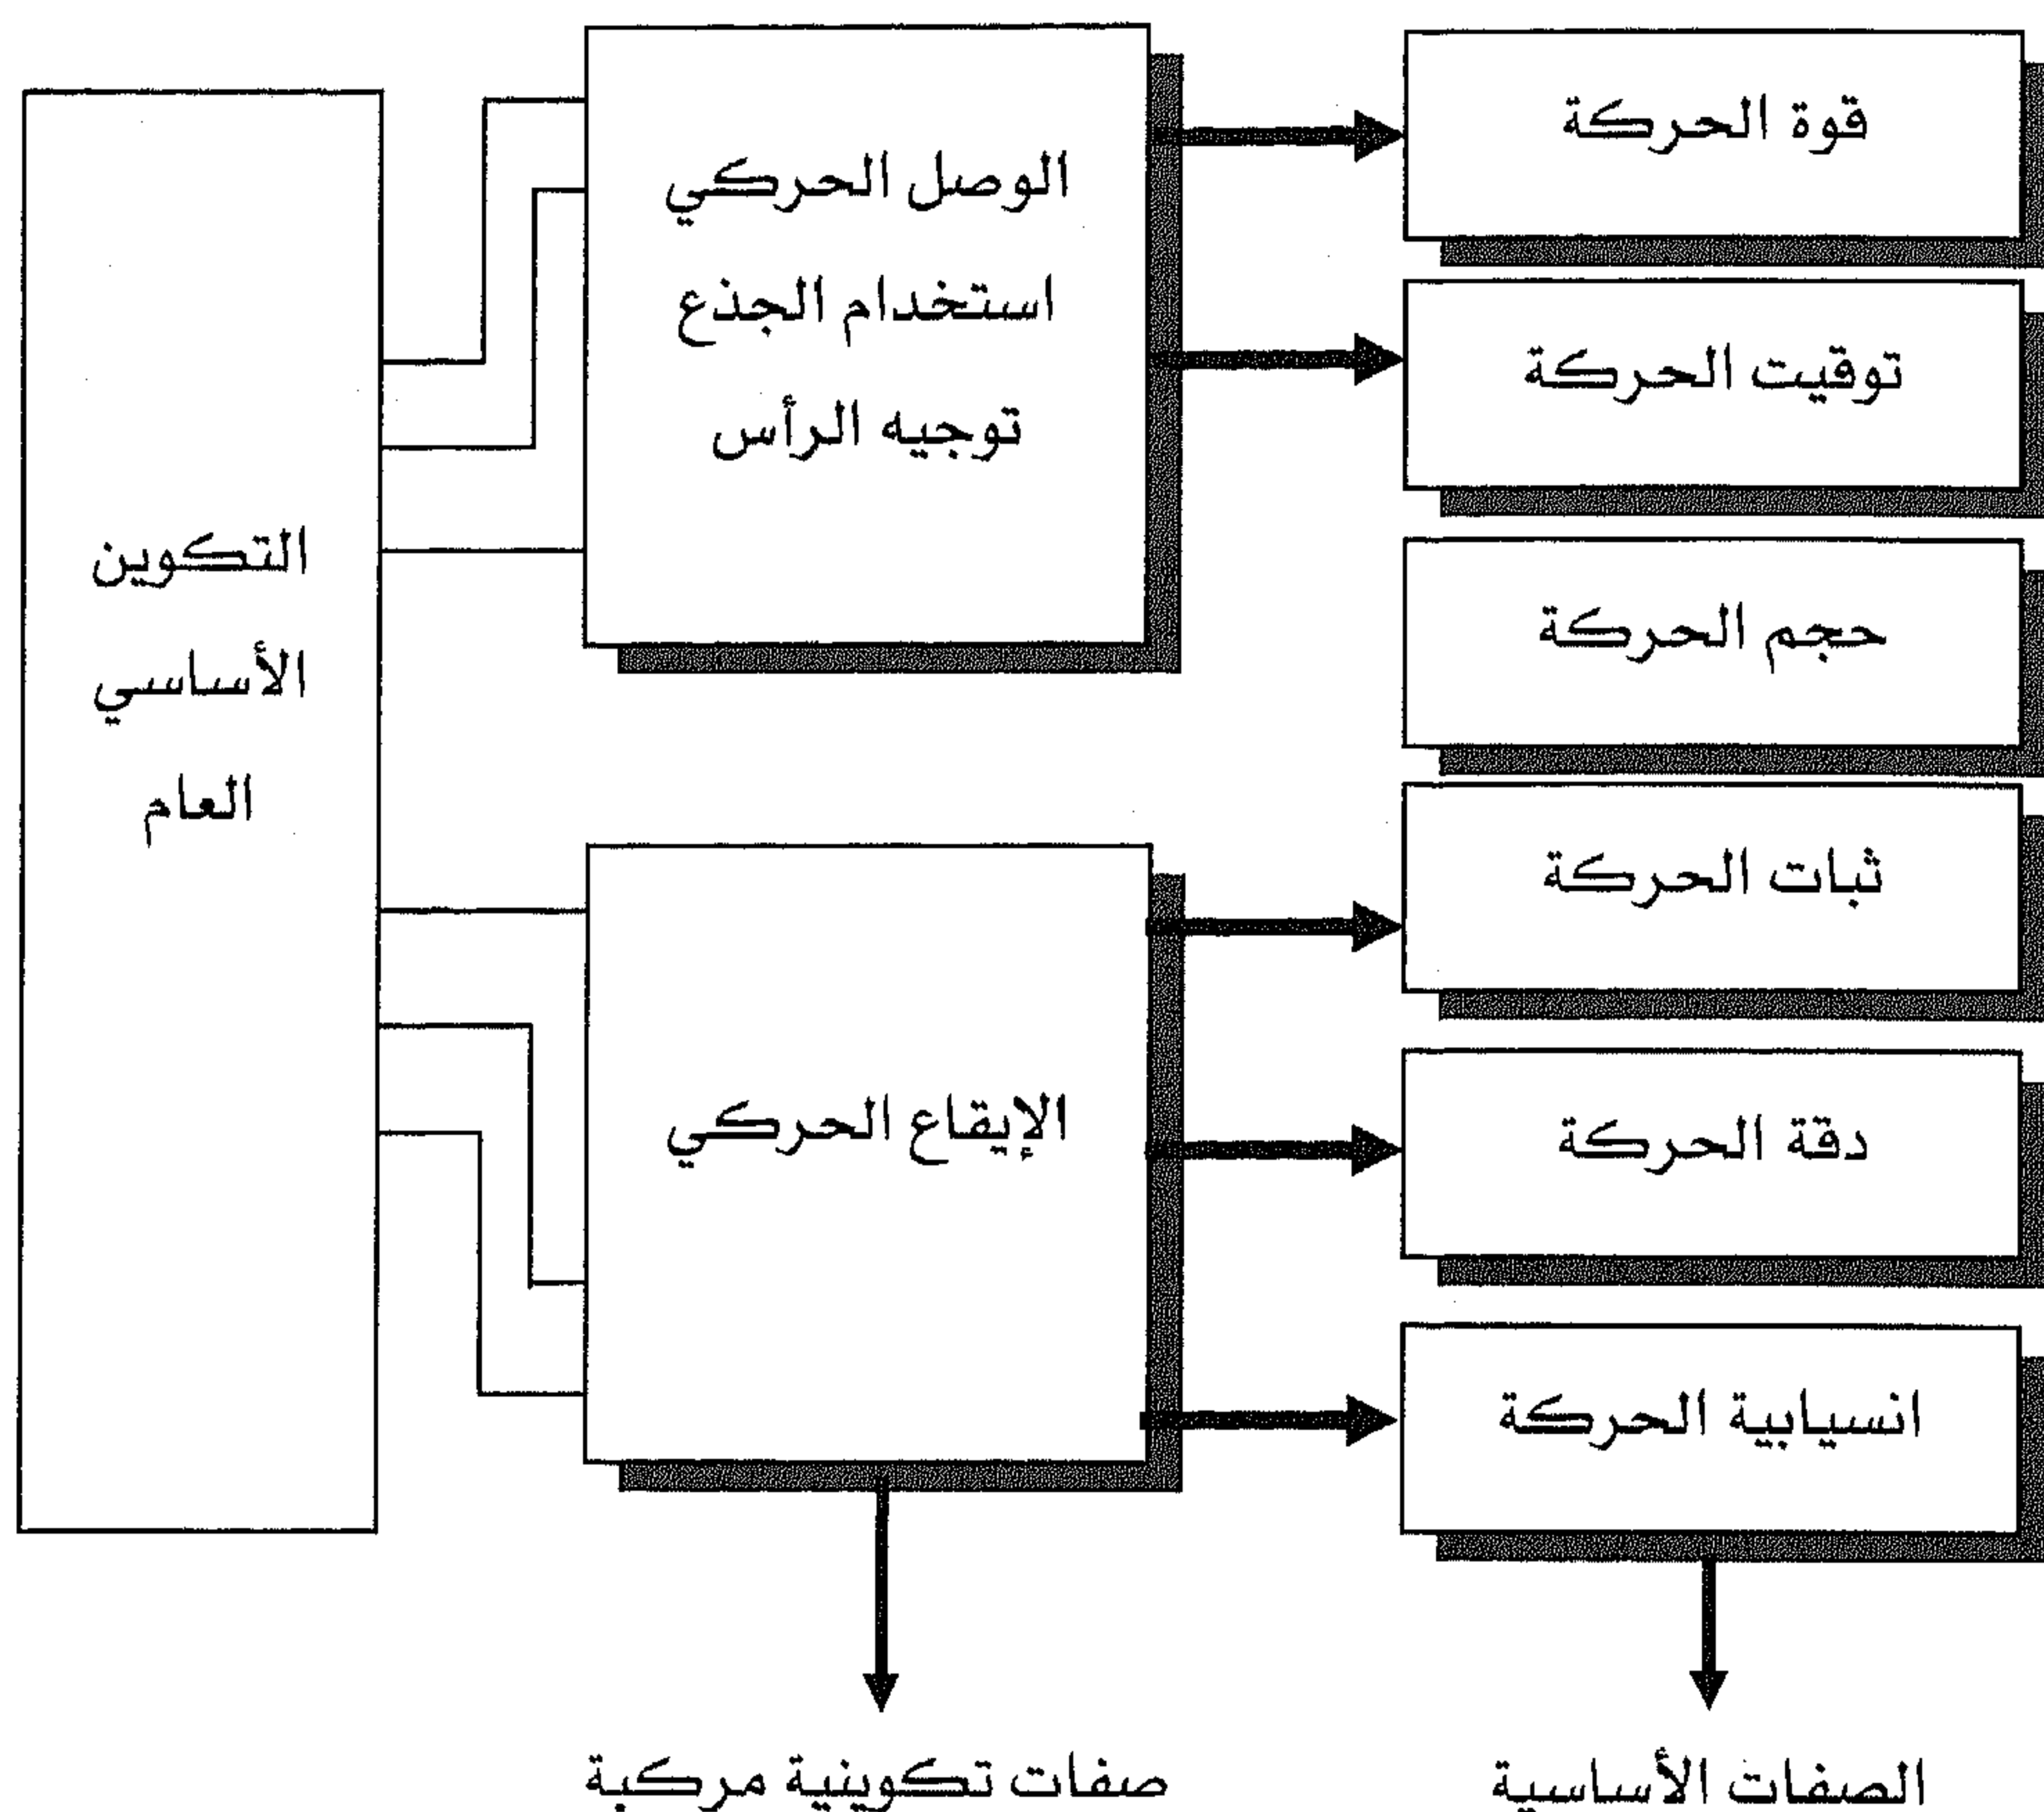 قوة الحركة
توقيت الحركة
حجم الحركة
ثبات الحركة
دقة الحركة
انسيابية الحركة
الوصل الحركي
استخدام الجذع
توجيه الرأس
الإيقاع الحركي
التكوين
الأساسي
العام
الصفات الأساسية
صفات تكوينية مركبة